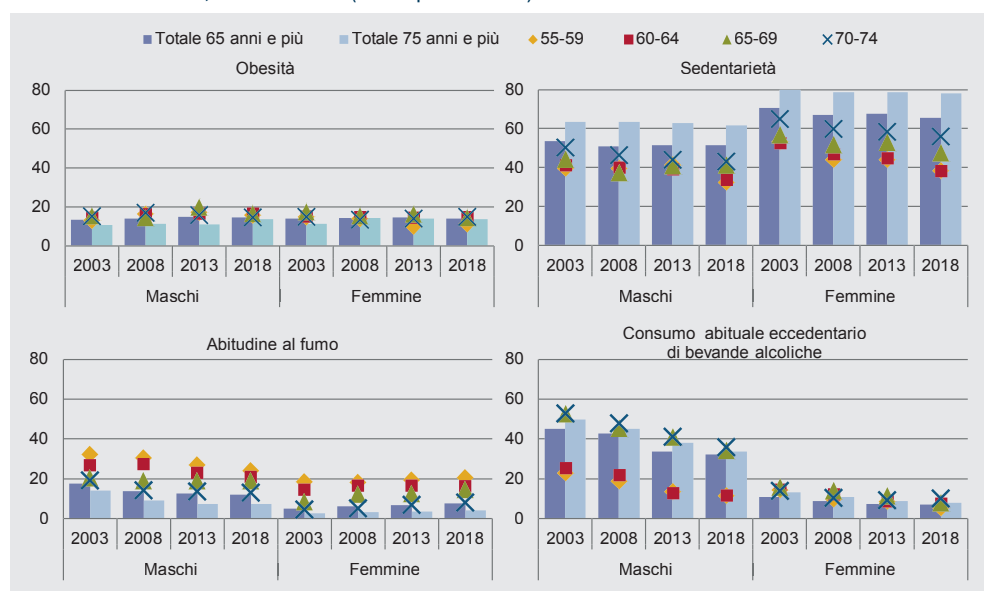 Totale 65 anni e più Totale 75 anni e più 55-59 60-64 65-69 70-74
Obesità
80
60
40
20
0
2003 2008 2013 2018 2003 2008 2013 2018
Maschi Femmine
Sedentarietà
80
60
40
20
0
2003 2008 2013 2018 2003 2008 2013 2018
Maschi Femmine
Abitudine al fumo
80
60
40
20
0
2003 2008 2013 2018 2003 2008 2013 2018
Maschi Femmine
Consumo abituale eccedentario
di bevande alcoliche
80
60
40
20
0
2003 2008 2013 2018 2003 2008 2013 2018
Maschi Femmine